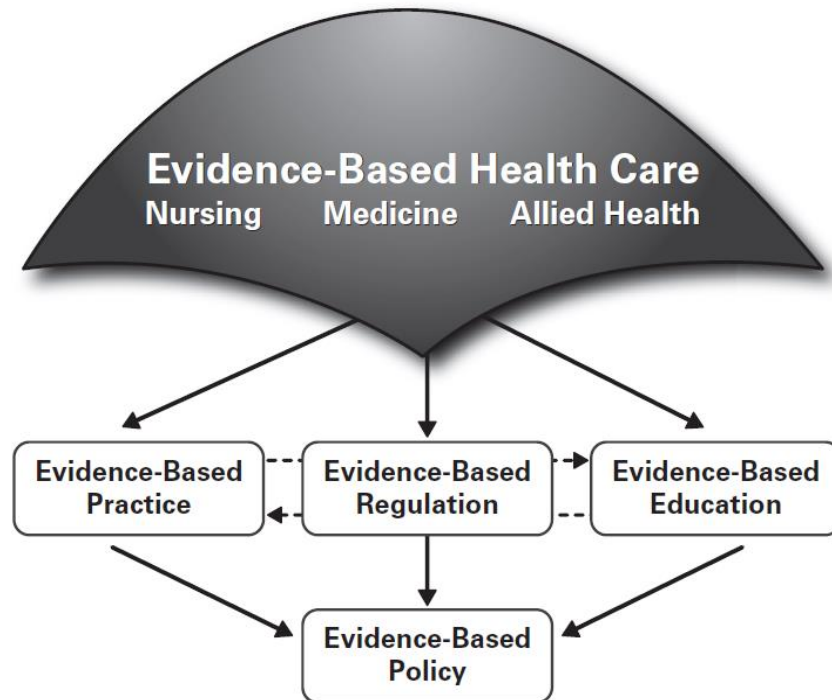 Evidence-Based Health Care
Nursing Medicine Allied Health
Evidence-Based
Practice
Evidence-Based
Regulation
Evidence-Based
Education
Evidence-Based
Policy